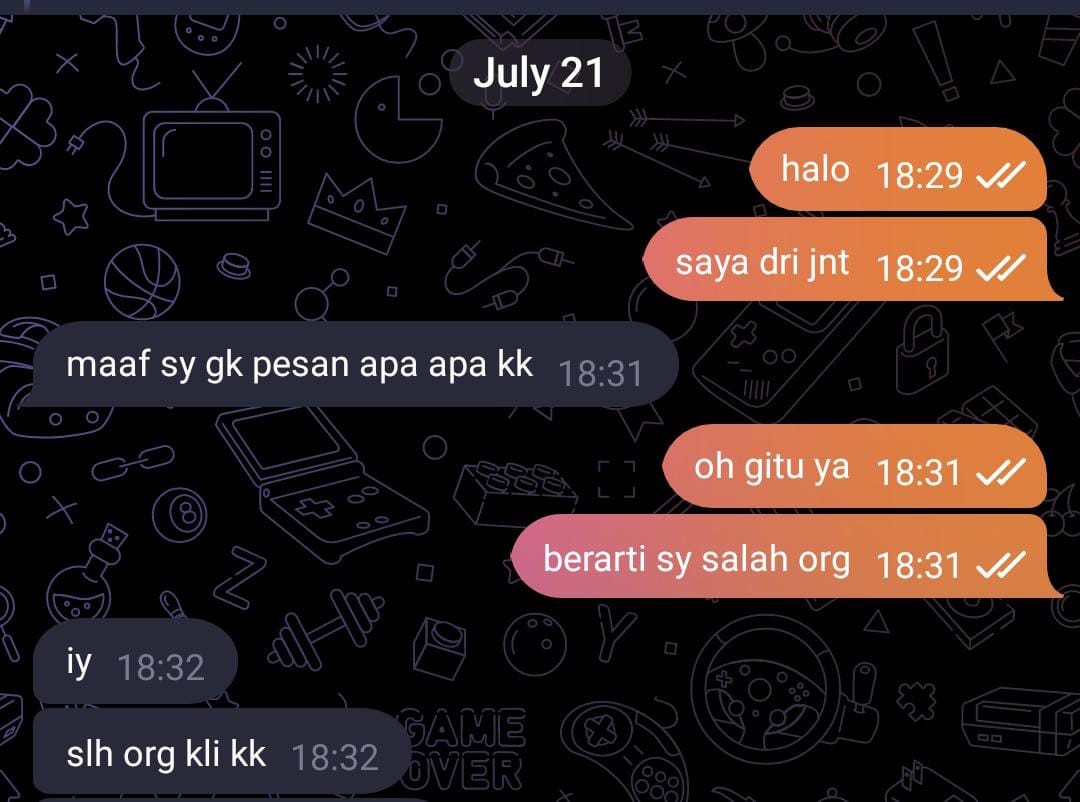 July 21
halo 18:29
saya dri jnt 18:29
maaf sy gk pesan apa apa kk 18:31
oh gitu ya 18:31
berarti sy salah org 18:31
iy 18:32
slh org kli kk 18:32
GAME
OVER